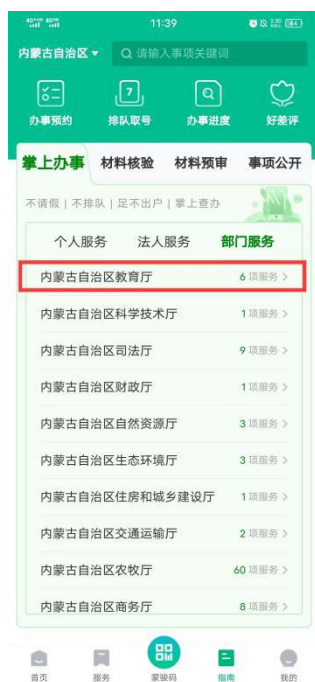 11:39
内蒙古自治区
请输入事项关键词
办事预约 排队取号 办事进度 好差评
掌上办事 材料核验 材料预审 事项公开
不请假 | 不排队 | 足不出户 | 掌上查办
个人服务 法人服务 部门服务
内蒙古自治区教育厅 6 项服务 >
内蒙古自治区科学技术厅 1 项服务 >
内蒙古自治区司法厅 9 项服务 >
内蒙古自治区财政厅 1 项服务 >
内蒙古自治区自然资源厅 3 项服务 >
内蒙古自治区生态环境厅 3 项服务 >
内蒙古自治区住房和城乡建设厅 1 项服务 >
内蒙古自治区交通运输厅 2 项服务 >
内蒙古自治区农牧厅 60 项服务 >
内蒙古自治区商务厅 8 项服务 >
首页 服务 蒙验码 指南 我的